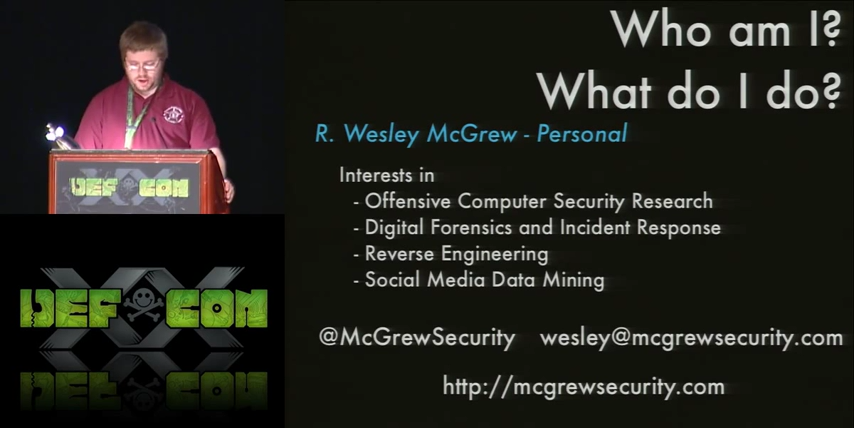 Who am I?
What do I do?
R. Wesley McGrew - Personal
Interests in
- Offensive Computer Security Research
- Digital Forensics and Incident Response
- Reverse Engineering
- Social Media Data Mining
@McGrewSecurity wesley@mcgrewsecurity.com
http://mcgrewsecurity.com
DEF CON
XX
DEF CON